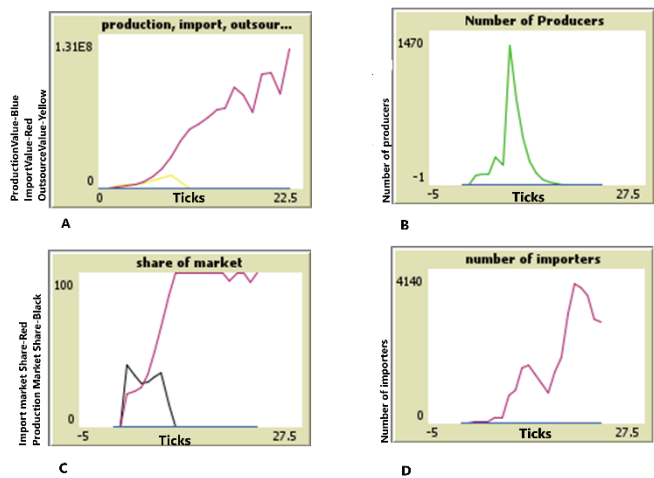 production, import, outsour...
1.31E8
0
0
Ticks
22.5
ProductionValue-Blue
ImportValue-Red
OutsourceValue-Yellow
A
Number of Producers
1470
-1
-5
Ticks
27.5
Number of producers
B
share of market
100
0
-5
Ticks
27.5
Import market Share-Red
Production Market Share-Black
C
number of importers
4140
0
-5
Ticks
27.5
Number of importers
D